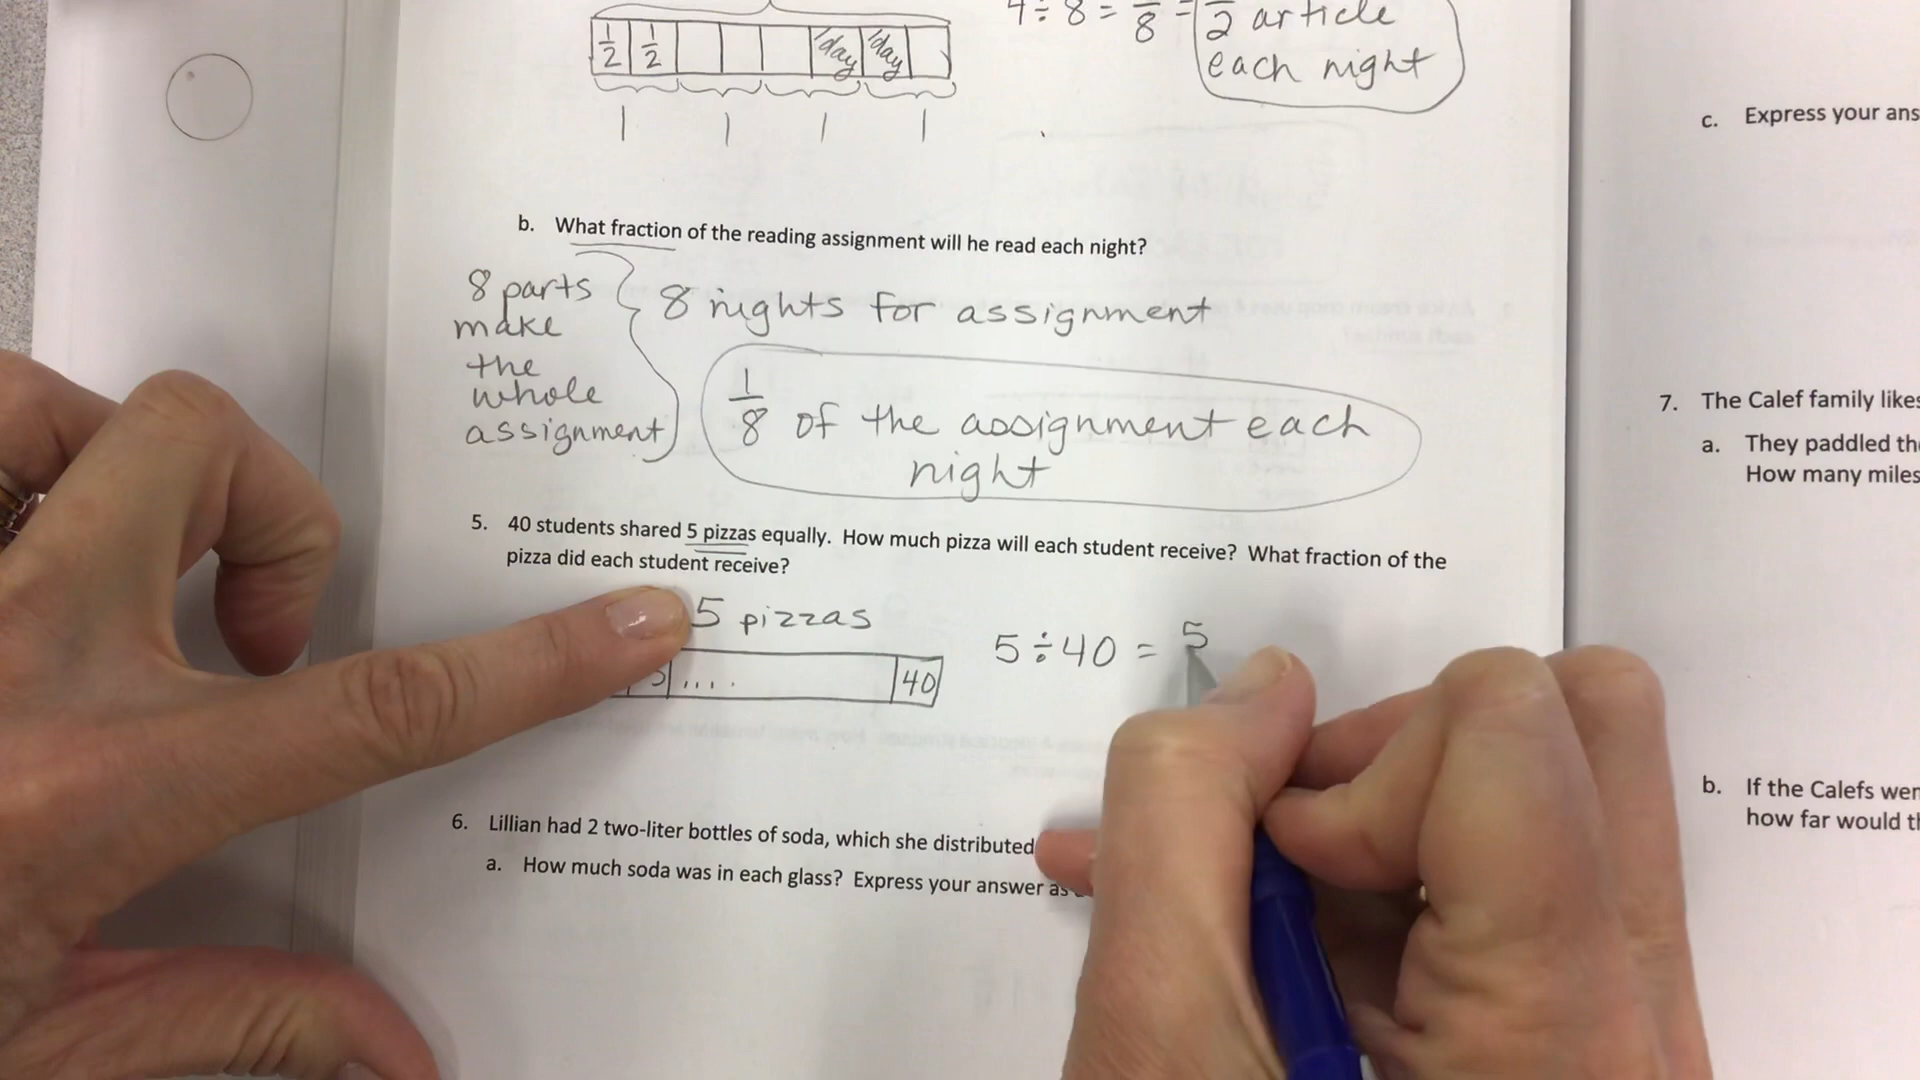 4 ÷ 8 = /8 = /2 article
each night
1/2 1/2 1day 1day
1 1 1 1
b. What fraction of the reading assignment will he read each night?
8 parts
make
the
whole
assignment
8 nights for assignment
1/8 of the assignment each
night
5. 40 students shared 5 pizzas equally. How much pizza will each student receive? What fraction of the
pizza did each student receive?
5 pizzas
.... 40
5 ÷ 40 = 5
6. Lillian had 2 two-liter bottles of soda, which she distributed
a. How much soda was in each glass? Express your answer as
c. Express your ans
7. The Calef family likes
a. They paddled th
How many miles
b. If the Calefs wer
how far would th